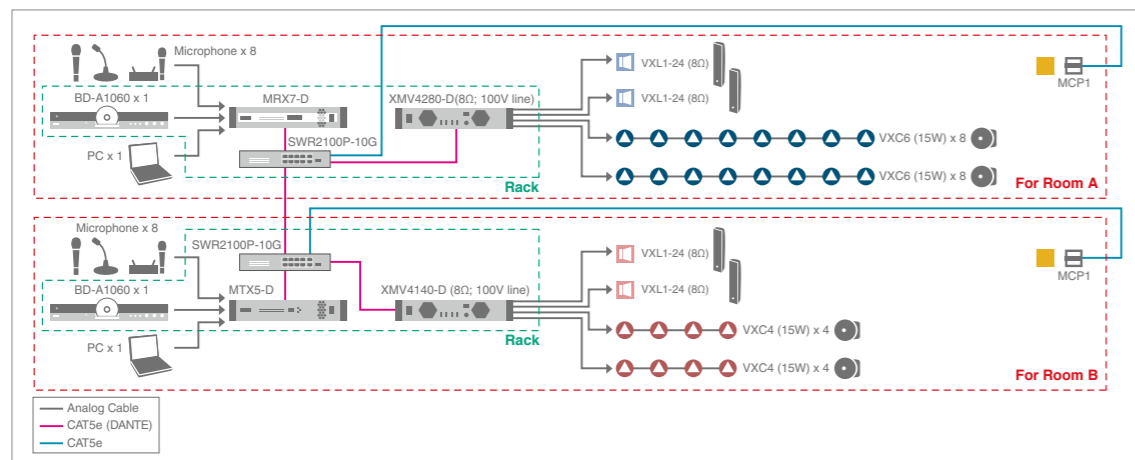 Microphone x 8
BD-A1060 x 1
PC x 1
MRX7-D
SWR2100P-10G
XMV4280-D(8Ω; 100V line)
Rack
VXL1-24 (8Ω)
VXL1-24 (8Ω)
VXC6 (15W) x 8
VXC6 (15W) x 8
MCP1
For Room A
Microphone x 8
BD-A1060 x 1
PC x 1
SWR2100P-10G
MTX5-D
XMV4140-D (8Ω; 100V line)
Rack
VXL1-24 (8Ω)
VXL1-24 (8Ω)
VXC4 (15W) x 4
VXC4 (15W) x 4
MCP1
For Room B
Analog Cable
CAT5e (DANTE)
CAT5e